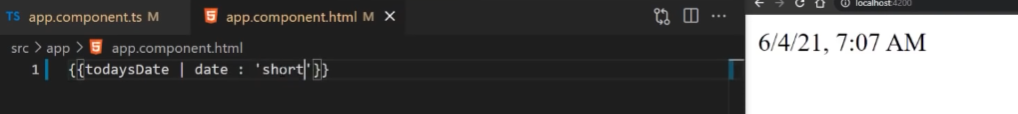 TS app.component.ts M
app.component.html M
src > app > app.component.html
1 {{todaysDate | date : 'short'}}
localhost:4200
6/4/21, 7:07 AM